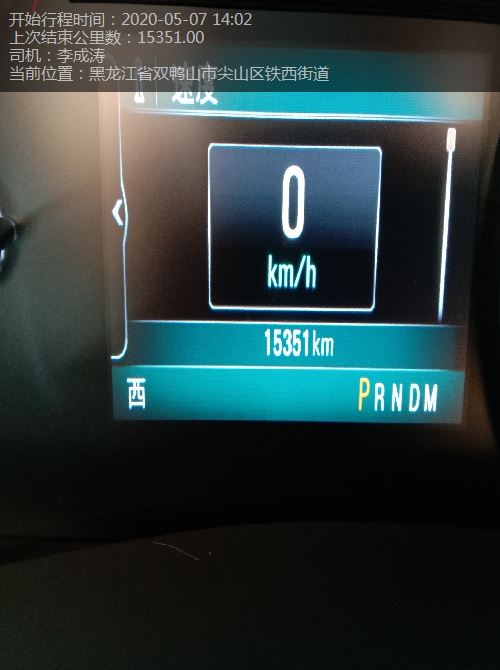 开始行程时间：2020-05-07 14:02
上次结束公里数：15351.00
司机：李成涛
当前位置：黑龙江省双鸭山市尖山区铁西街道
速度
0
km/h
15351km
西 PRNDM